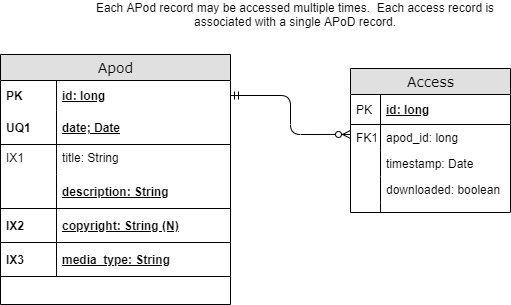 Each APod record may be accessed multiple times. Each access record is
associated with a single APoD record.
Apod
PK id: long
UQ1 date; Date
IX1 title: String
description: String
IX2 copyright: String (N)
IX3 media_type: String
Access
PK id: long
FK1 apod_id: long
timestamp: Date
downloaded: boolean